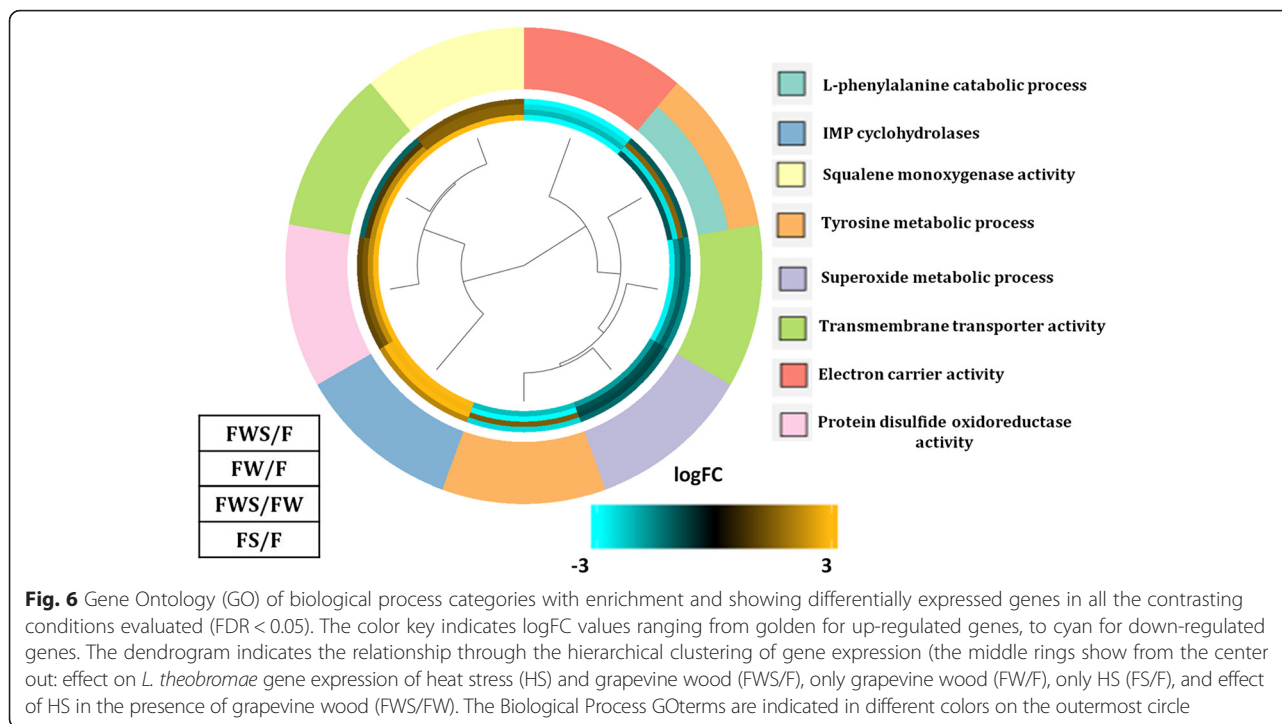 L-phenylalanine catabolic process
IMP cyclohydrolases
Squalene monoxygenase activity
Tyrosine metabolic process
Superoxide metabolic process
Transmembrane transporter activity
Electron carrier activity
Protein disulfide oxidoreductase
activity
FWS/F
FW/F
FWS/FW
FS/F
logFC
-3
3
Fig. 6 Gene Ontology (GO) of biological process categories with enrichment and showing differentially expressed genes in all the contrasting
conditions evaluated (FDR < 0.05). The color key indicates logFC values ranging from golden for up-regulated genes, to cyan for down-regulated
genes. The dendrogram indicates the relationship through the hierarchical clustering of gene expression (the middle rings show from the center
out: effect on L. theobromae gene expression of heat stress (HS) and grapevine wood (FWS/F), only grapevine wood (FW/F), only HS (FS/F), and effect
of HS in the presence of grapevine wood (FWS/FW). The Biological Process GOterms are indicated in different colors on the outermost circle